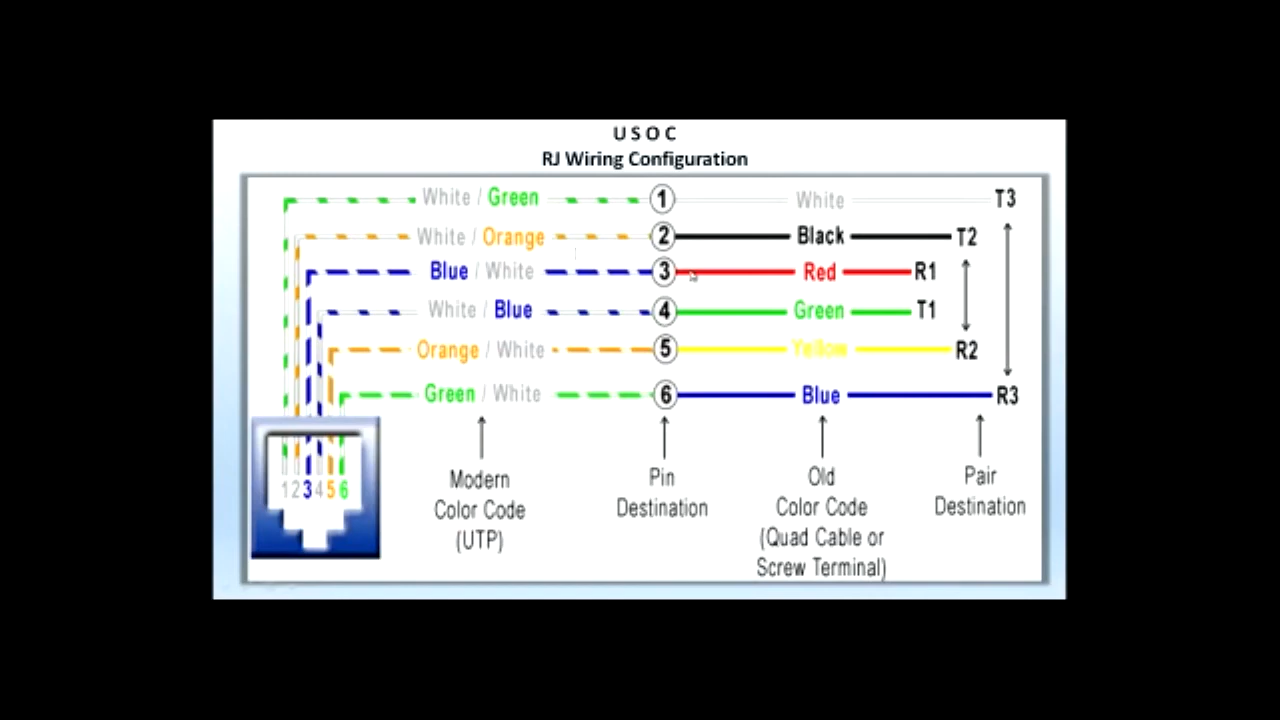 U S O C
RJ Wiring Configuration
White / Green 1 White T3
White / Orange 2 Black T2
Blue / White 3 Red R1
White / Blue 4 Green T1
Orange / White 5 Yellow R2
Green / White 6 Blue R3
1 2 3 4 5 6
Modern
Color Code
(UTP)
Pin
Destination
Old
Color Code
(Quad Cable or
Screw Terminal)
Pair
Destination